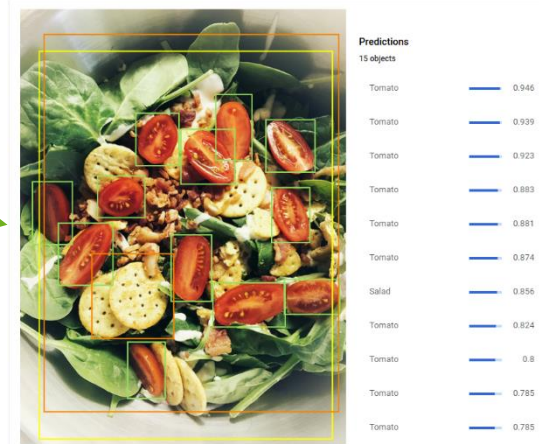 Predictions
15 objects
Tomato 0.946
Tomato 0.939
Tomato 0.923
Tomato 0.883
Tomato 0.881
Tomato 0.874
Salad 0.856
Tomato 0.824
Tomato 0.8
Tomato 0.785
Tomato 0.785